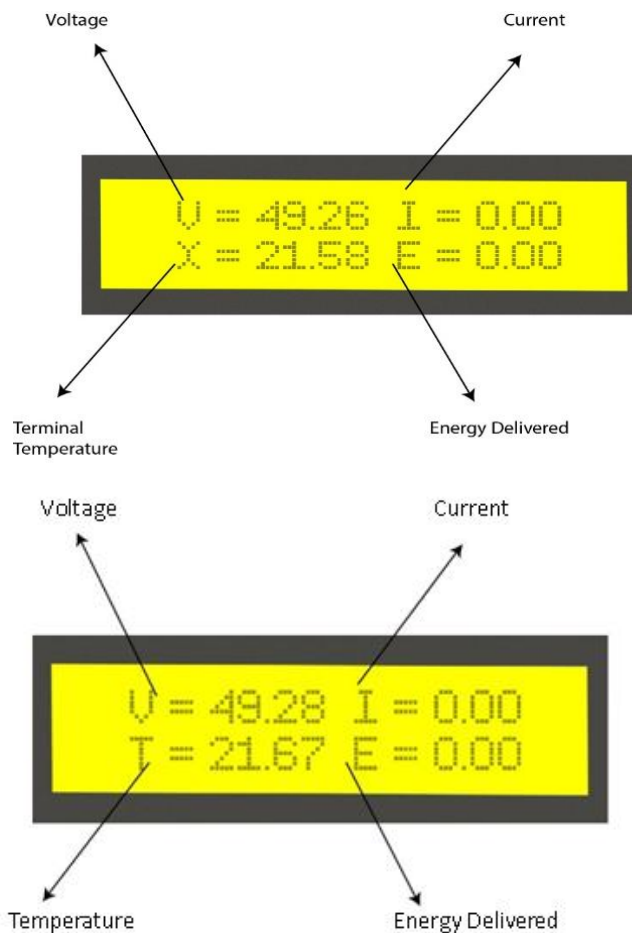 Voltage
Current
V = 49.26 I = 0.00
X = 21.58 E = 0.00
Terminal
Temperature
Energy Delivered
Voltage
Current
V = 49.28 I = 0.00
T = 21.67 E = 0.00
Temperature
Energy Delivered